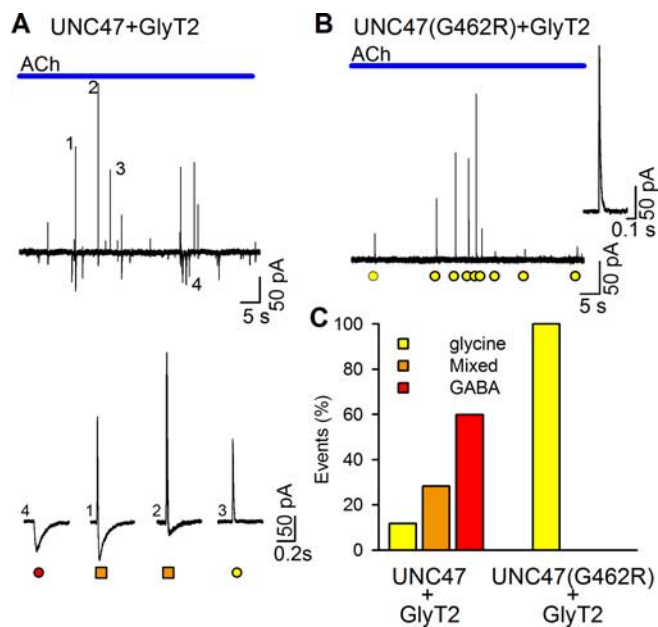 A UNC47+GlyT2
ACh
1
2
3
4
50 pA
5 s
4
1
2
3
50 pA
0.2s
B UNC47(G462R)+GlyT2
ACh
0.1 s
50 pA
5 s
50 pA
C
100
80
60
40
20
0
Events (%)
glycine
Mixed
GABA
UNC47
+
GlyT2
UNC47(G462R)
+
GlyT2